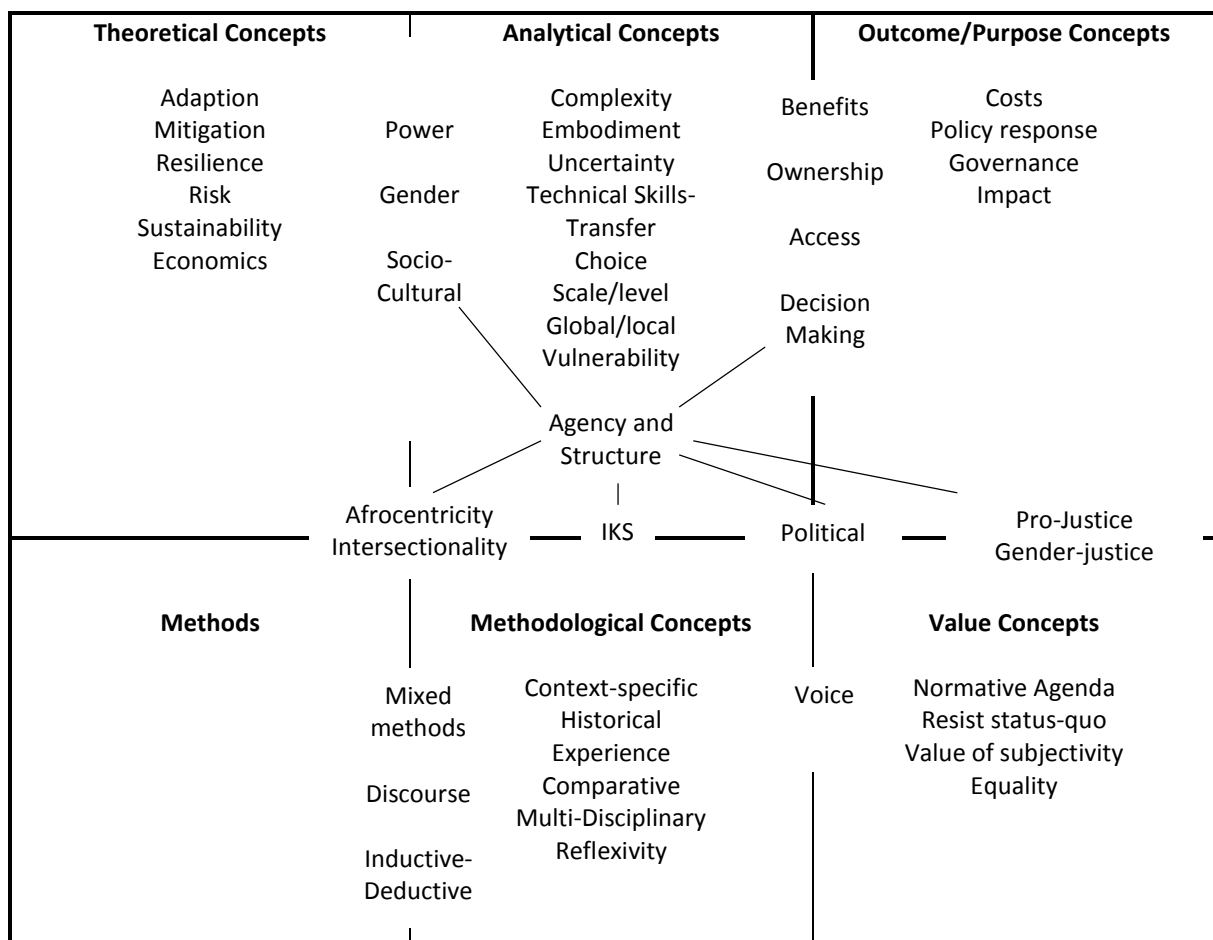 Theoretical Concepts
Adaption
Mitigation
Resilience
Risk
Sustainability
Economics
Power
Gender
Socio-
Cultural
Analytical Concepts
Complexity
Embodiment
Uncertainty
Technical Skills-
Transfer
Choice
Scale/level
Global/local
Vulnerability
Benefits
Ownership
Access
Decision
Making
Outcome/Purpose Concepts
Costs
Policy response
Governance
Impact
Agency and
Structure
Afrocentricity
Intersectionality
IKS
Political
Pro-Justice
Gender-justice
Methods
Mixed
methods
Discourse
Inductive-
Deductive
Methodological Concepts
Context-specific
Historical
Experience
Comparative
Multi-Disciplinary
Reflexivity
Voice
Value Concepts
Normative Agenda
Resist status-quo
Value of subjectivity
Equality